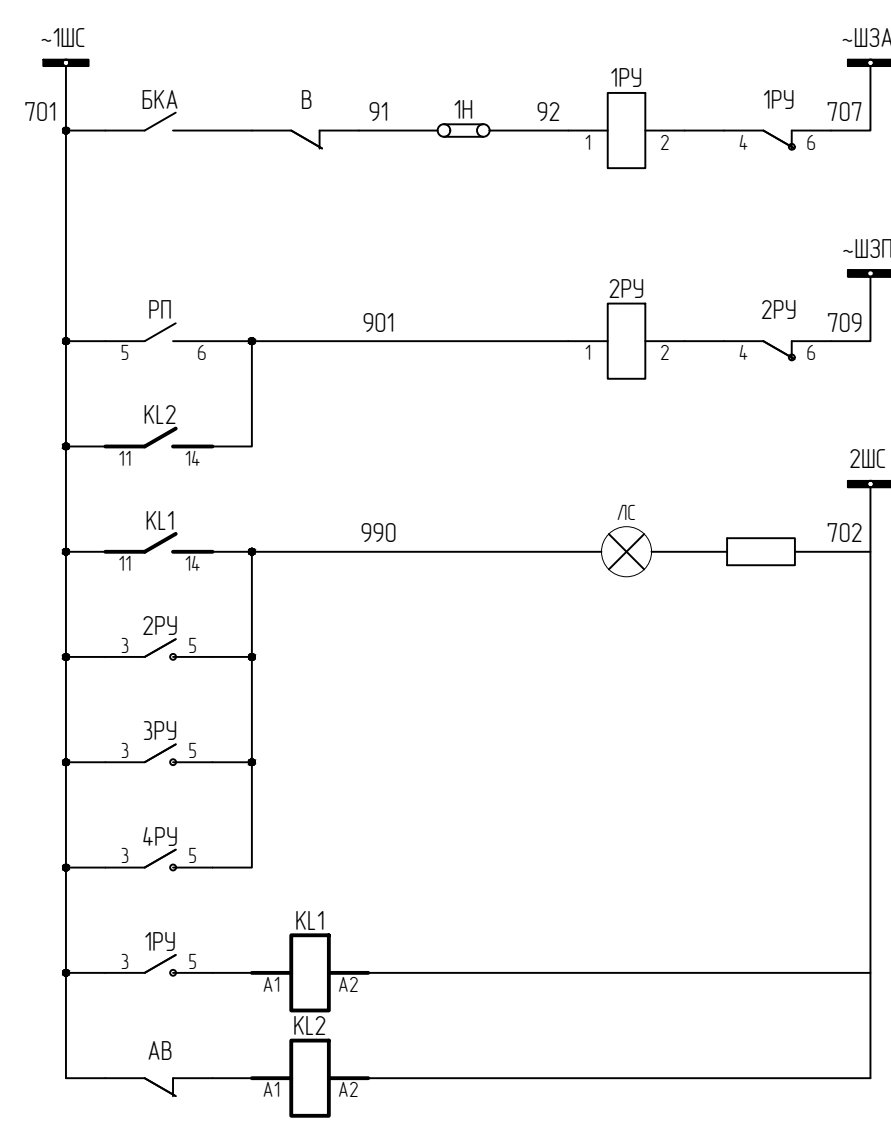 ~1ШС ~ШЗА
701 БКА В 91 1Н 92 1РУ 1РУ 707
1 2 4 6
~ШЗП
РП 901 2РУ 2РУ 709
5 6 1 2 4 6
KL2
11 14
2ШС
KL1 990 ЛС 702
11 14
2РУ
3 5
3РУ
3 5
4РУ
3 5
1РУ KL1
3 5 A1 A2
АВ KL2
A1 A2